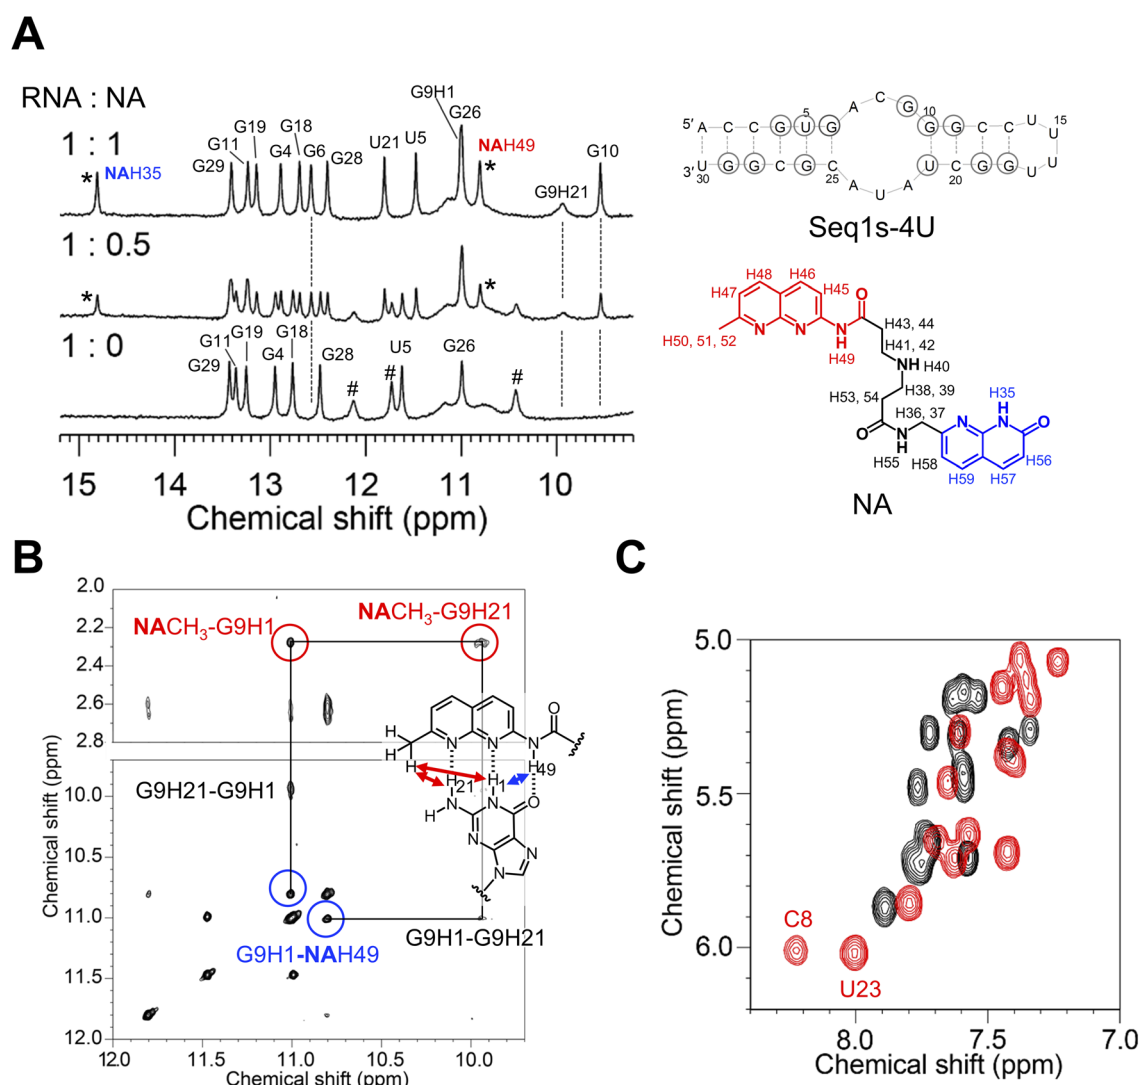 A
RNA : NA
1 : 1
* NAH35
G29
G11
G19
G4
G18
G6
G28
U21
U5
G9H1
G26
NAH49
*
G9H21
G10
1 : 0.5
*
*
1 : 0
G29
G11
G19
G4
G18
G28
#
#
U5
G26
#
15 14 13 12 11 10
Chemical shift (ppm)
5′ A C C G U G A C G G G C C U U
5 10 15
3′ U G G C G C A U A U C G G U U
30 25 20
Seq1s-4U
H48 H46
H47 H45
O
N N N
H
H50, 51, 52
H49
H43, 44
H41, 42
NH H40
H38, 39
H53, 54
H36, 37
H35
O N
H
N N
H
O
H55 H58
H56
H59 H57
NA
B
2.0
2.2
2.4
2.6
2.8
10.0
10.5
11.0
11.5
12.0
Chemical shift (ppm)
NACH3-G9H1
NACH3-G9H21
G9H21-G9H1
G9H1-NAH49
G9H1-G9H21
H
H
H
N N N
O
H49
H21 H1
H N N O
N
N
N
12.0 11.5 11.0 10.5 10.0
Chemical shift (ppm)
C
5.0
5.5
6.0
Chemical shift (ppm)
C8
U23
8.0 7.5 7.0
Chemical shift (ppm)